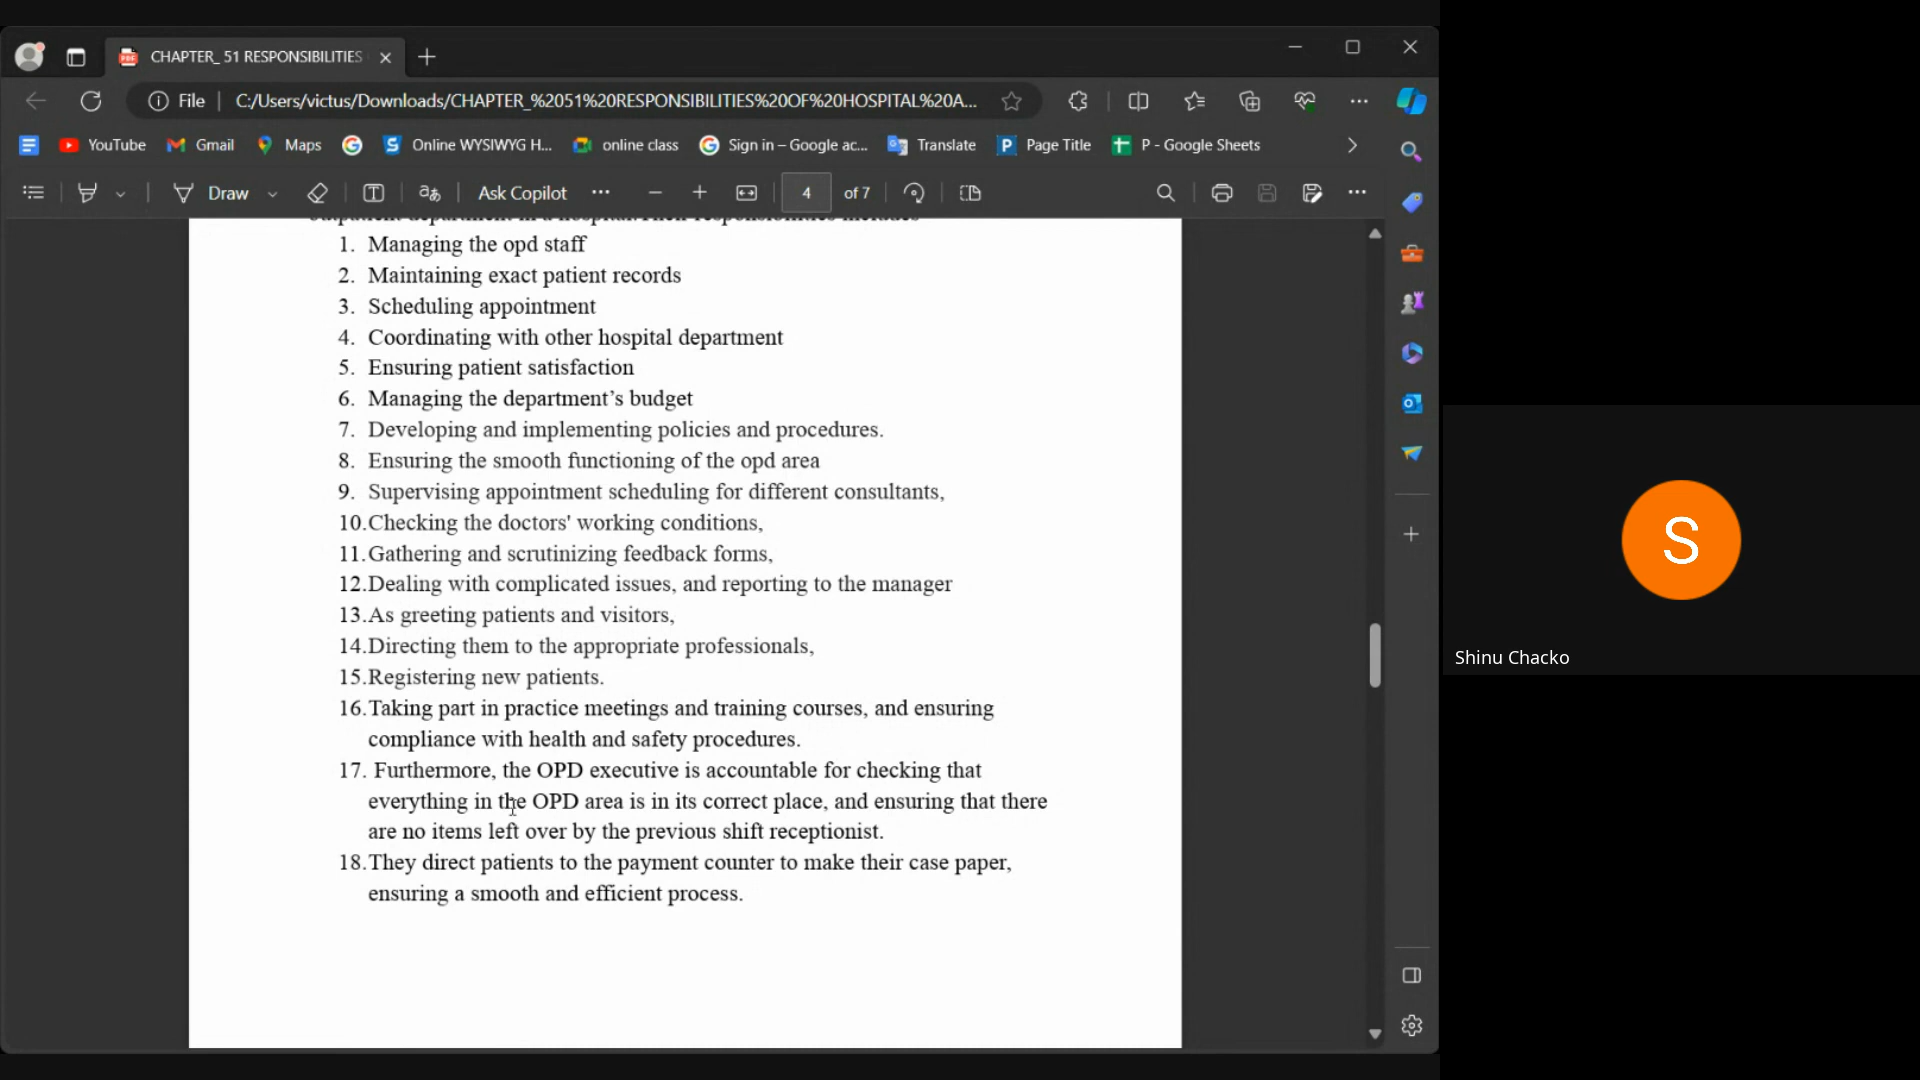 CHAPTER_ 51 RESPONSIBILITIES
File
C:/Users/victus/Downloads/CHAPTER_%2051%20RESPONSIBILITIES%20OF%20HOSPITAL%20A...
YouTube Gmail Maps Online WYSIWYG H... online class Sign in – Google ac... Translate Page Title P - Google Sheets
Draw Ask Copilot 4 of 7
outpatient department in a hospital.Their responsibilities includes
1. Managing the opd staff
2. Maintaining exact patient records
3. Scheduling appointment
4. Coordinating with other hospital department
5. Ensuring patient satisfaction
6. Managing the department’s budget
7. Developing and implementing policies and procedures.
8. Ensuring the smooth functioning of the opd area
9. Supervising appointment scheduling for different consultants,
10.Checking the doctors' working conditions,
11.Gathering and scrutinizing feedback forms,
12.Dealing with complicated issues, and reporting to the manager
13.As greeting patients and visitors,
14.Directing them to the appropriate professionals,
15.Registering new patients.
16.Taking part in practice meetings and training courses, and ensuring
compliance with health and safety procedures.
17. Furthermore, the OPD executive is accountable for checking that
everything in the OPD area is in its correct place, and ensuring that there
are no items left over by the previous shift receptionist.
18.They direct patients to the payment counter to make their case paper,
ensuring a smooth and efficient process.
S
Shinu Chacko